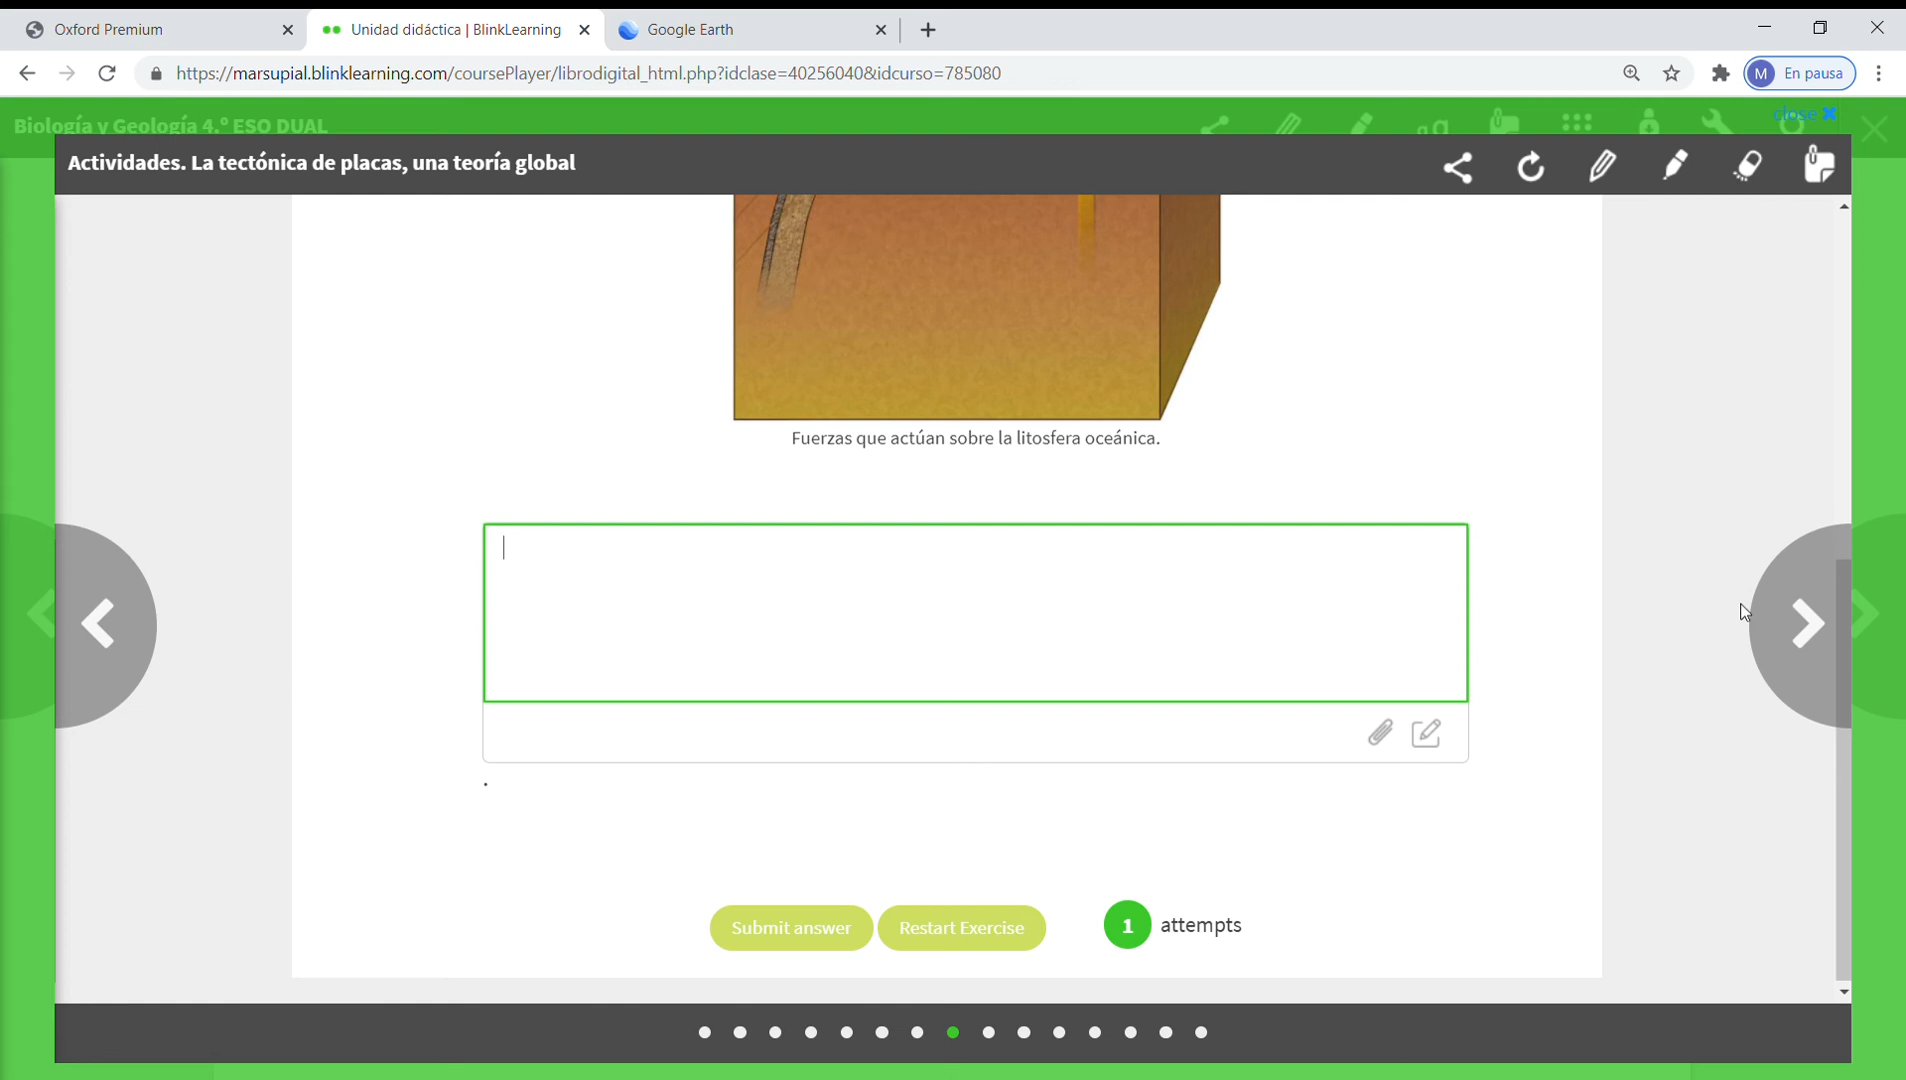 Oxford Premium
Unidad didáctica | BlinkLearning
Google Earth
https://marsupial.blinklearning.com/coursePlayer/librodigital_html.php?idclase=40256040&idcurso=785080
M
En pausa
Biología y Geología 4.º ESO DUAL
close
Actividades. La tectónica de placas, una teoría global
Fuerzas que actúan sobre la litosfera oceánica.
.
Submit answer
Restart Exercise
1
attempts